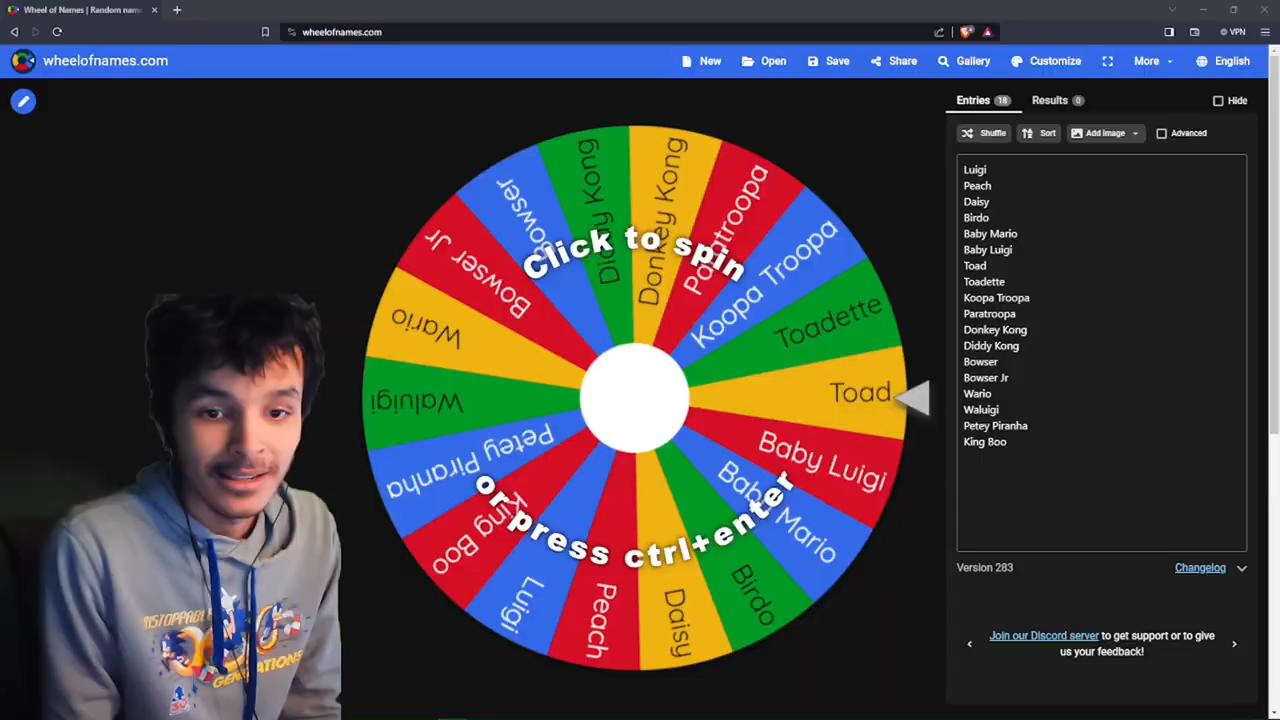 Wheel of Names | Random nam
wheelofnames.com
VPN
wheelofnames.com
New
Open
Save
Share
Gallery
Customize
More
English
Entries 18
Results 0
Hide
Shuffle
Sort
Add image
Advanced
Luigi
Peach
Daisy
Birdo
Baby Mario
Baby Luigi
Toad
Toadette
Koopa Troopa
Paratroopa
Donkey Kong
Diddy Kong
Bowser
Bowser Jr
Wario
Waluigi
Petey Piranha
King Boo
Version 283
Changelog
Join our Discord server to get support or to give
us your feedback!
Click to spin
or press ctrl+enter
Diddy Kong
Donkey Kong
Paratroopa
Koopa Troopa
Toadette
Toad
Baby Luigi
Baby Mario
Birdo
Daisy
Peach
Luigi
King Boo
Petey Piranha
Waluigi
Wario
Bowser Jr
Bowser
UNSTOPPABLE
GENERATIONS